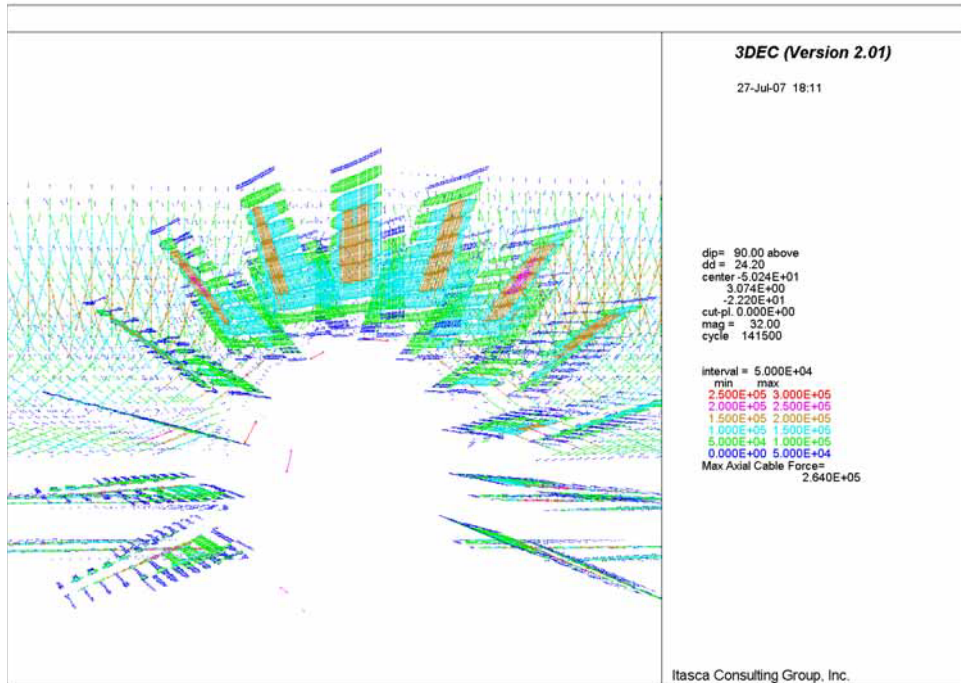 3DEC (Version 2.01)
27-Jul-07 18:11
dip= 90.00 above
dd = 24.20
center -5.024E+01
3.074E+00
-2.220E+01
cut-pl. 0.000E+00
mag = 32.00
cycle 141500
interval = 5.000E+04
min max
2.500E+05 3.000E+05
2.000E+05 2.500E+05
1.500E+05 2.000E+05
1.000E+05 1.500E+05
5.000E+04 1.000E+05
0.000E+00 5.000E+04
Max Axial Cable Force=
2.640E+05
Itasca Consulting Group, Inc.